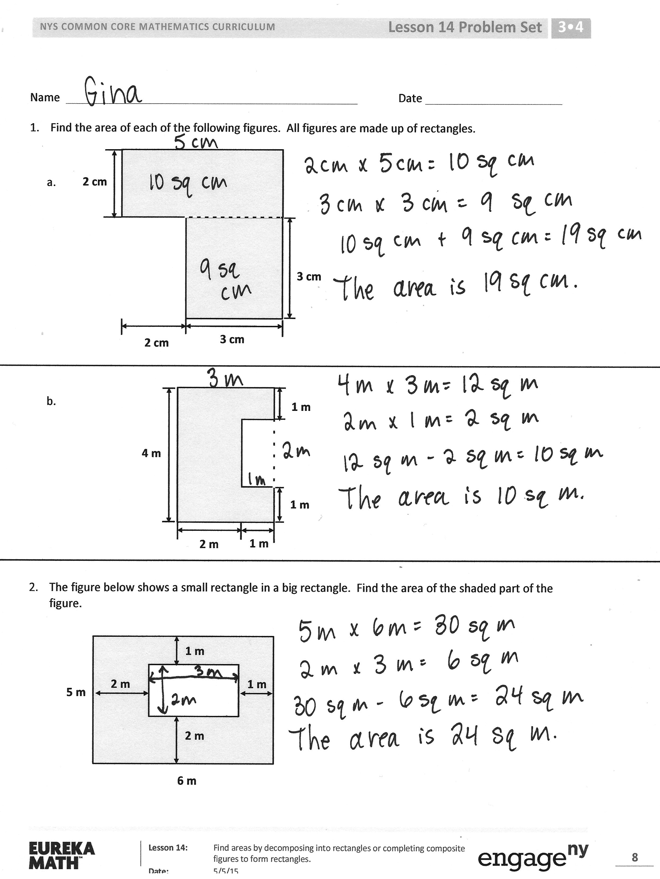 NYS COMMON CORE MATHEMATICS CURRICULUM Lesson 14 Problem Set 3•4
Name Gina Date
1. Find the area of each of the following figures. All figures are made up of rectangles.
5 cm
a. 2 cm 10 sq cm
2cm x 5cm = 10 sq cm
3cm x 3 cm = 9 sq cm
10 sq cm + 9 sq cm = 19 sq cm
9 sq
cm
3 cm
The area is 19 sq cm.
2 cm 3 cm
b.
3 m
1 m
4 m
2m
1m
1 m
2 m 1 m
4m x 3m = 12 sq m
2m x 1m = 2 sq m
12 sq m - 2 sq m = 10 sq m
The area is 10 sq m.
2. The figure below shows a small rectangle in a big rectangle. Find the area of the shaded part of the
figure.
1 m
3m
5 m 2 m 1 m
2m
2 m
6 m
5m x 6m = 30 sq m
2m x 3m = 6 sq m
30 sq m - 6 sq m = 24 sq m
The area is 24 sq m.
EUREKA
MATH™
Lesson 14: Find areas by decomposing into rectangles or completing composite
figures to form rectangles.
Date: 5/5/15
engageny
8